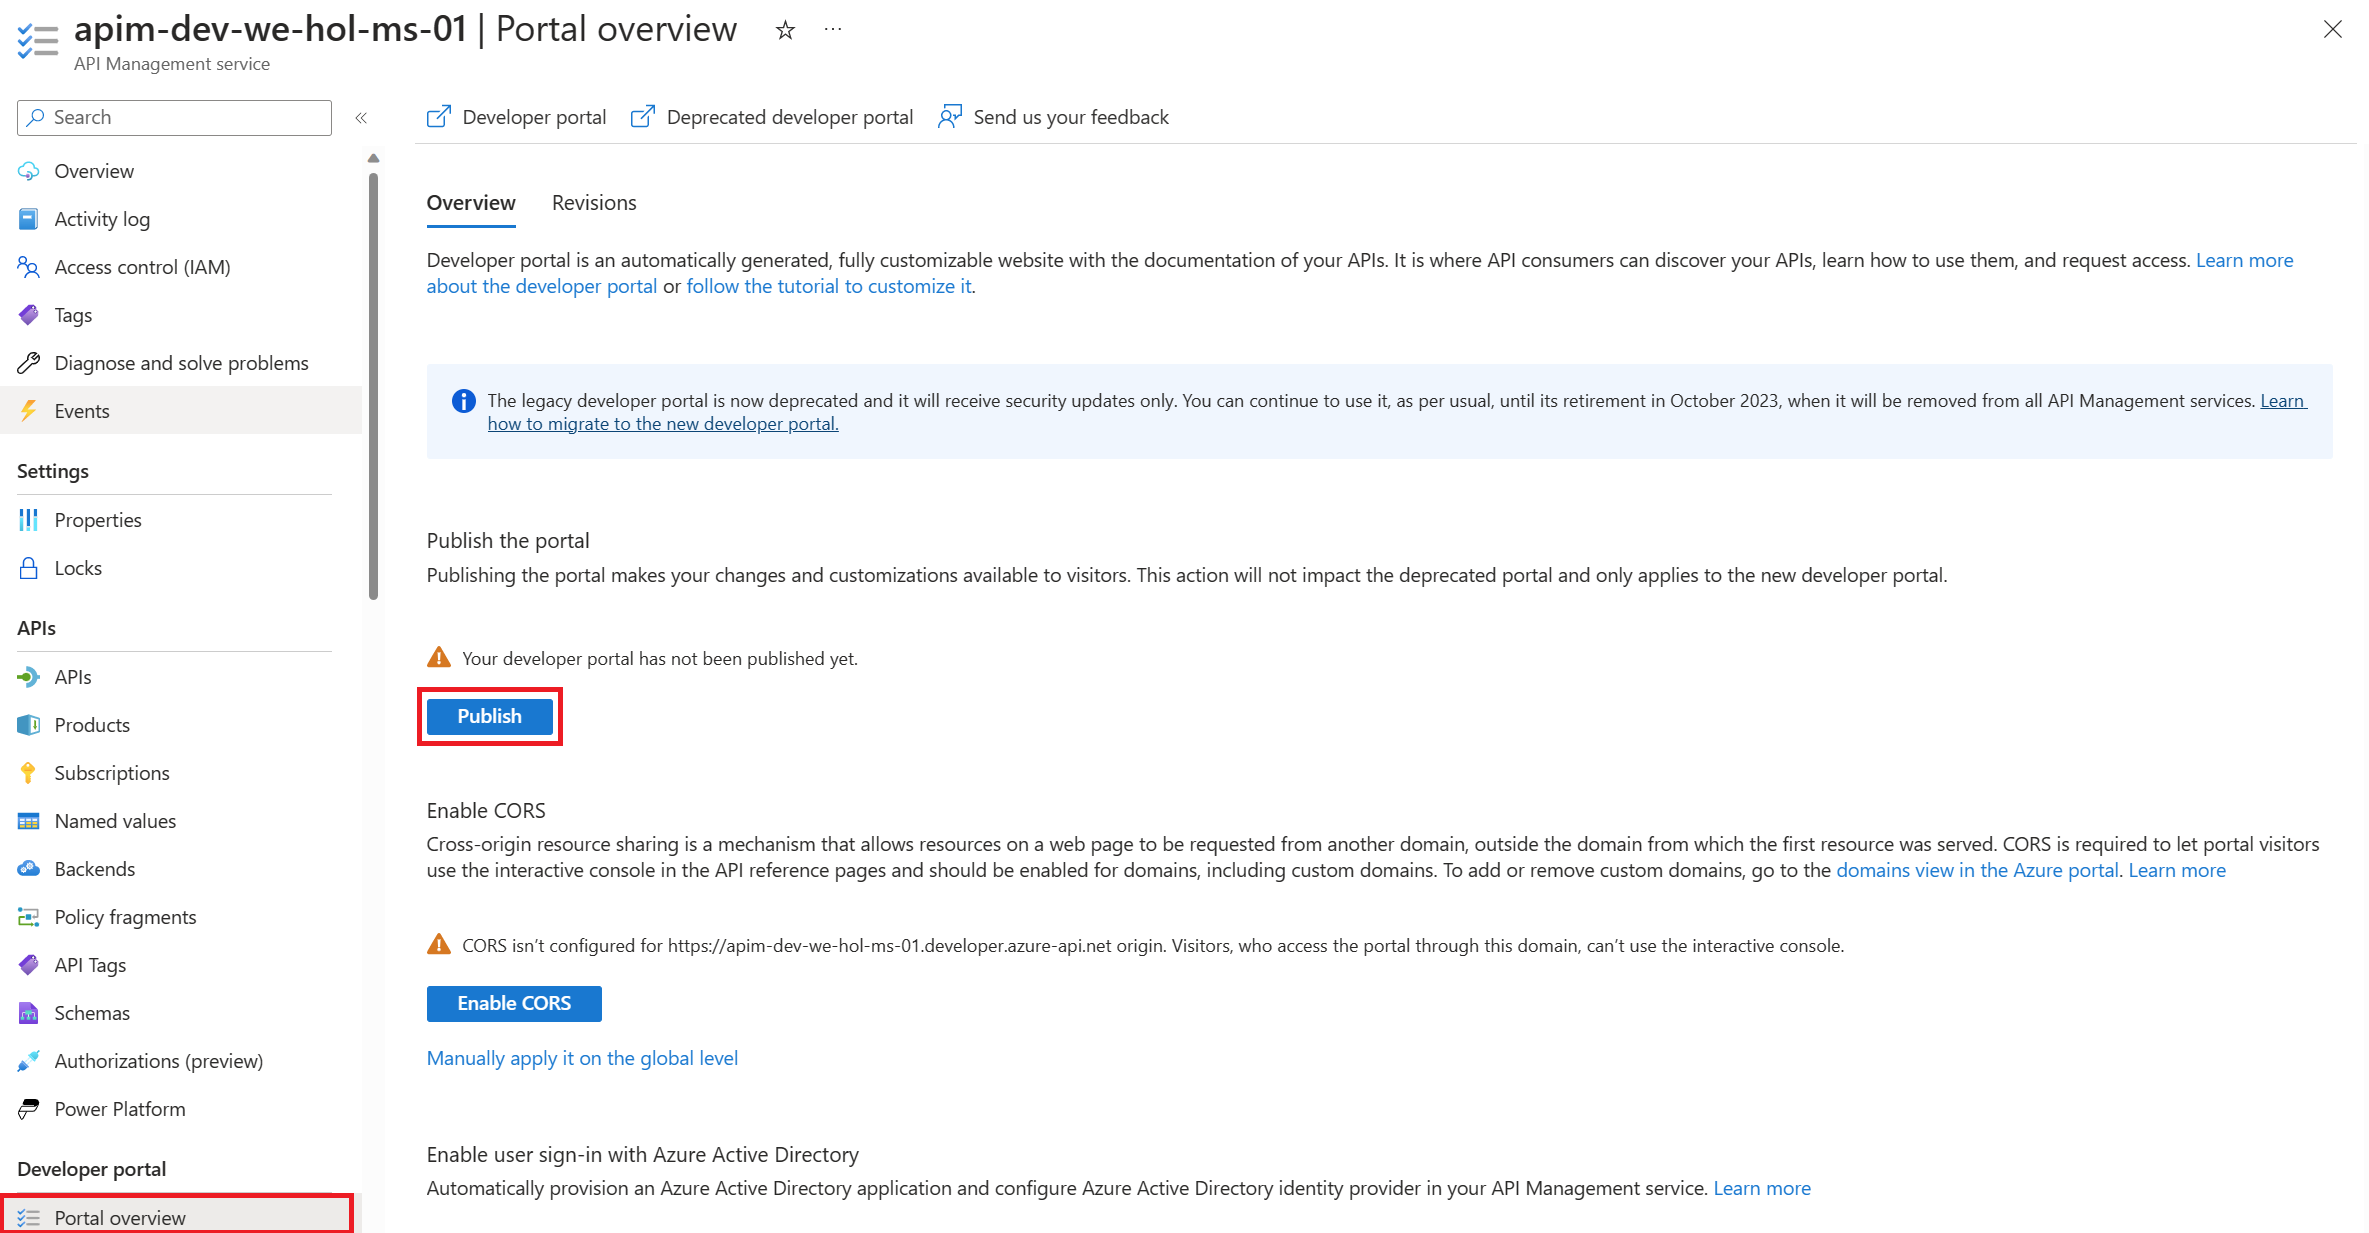 apim-dev-we-hol-ms-01 | Portal overview
API Management service
Search
Overview
Activity log
Access control (IAM)
Tags
Diagnose and solve problems
Events
Settings
Properties
Locks
APIs
APIs
Products
Subscriptions
Named values
Backends
Policy fragments
API Tags
Schemas
Authorizations (preview)
Power Platform
Developer portal
Portal overview
Developer portal
Deprecated developer portal
Send us your feedback
Overview
Revisions
Developer portal is an automatically generated, fully customizable website with the documentation of your APIs. It is where API consumers can discover your APIs, learn how to use them, and request access. Learn more
about the developer portal or follow the tutorial to customize it.
The legacy developer portal is now deprecated and it will receive security updates only. You can continue to use it, as per usual, until its retirement in October 2023, when it will be removed from all API Management services. Learn
how to migrate to the new developer portal.
Publish the portal
Publishing the portal makes your changes and customizations available to visitors. This action will not impact the deprecated portal and only applies to the new developer portal.
Your developer portal has not been published yet.
Publish
Enable CORS
Cross-origin resource sharing is a mechanism that allows resources on a web page to be requested from another domain, outside the domain from which the first resource was served. CORS is required to let portal visitors
use the interactive console in the API reference pages and should be enabled for domains, including custom domains. To add or remove custom domains, go to the domains view in the Azure portal. Learn more
CORS isn't configured for https://apim-dev-we-hol-ms-01.developer.azure-api.net origin. Visitors, who access the portal through this domain, can't use the interactive console.
Enable CORS
Manually apply it on the global level
Enable user sign-in with Azure Active Directory
Automatically provision an Azure Active Directory application and configure Azure Active Directory identity provider in your API Management service. Learn more